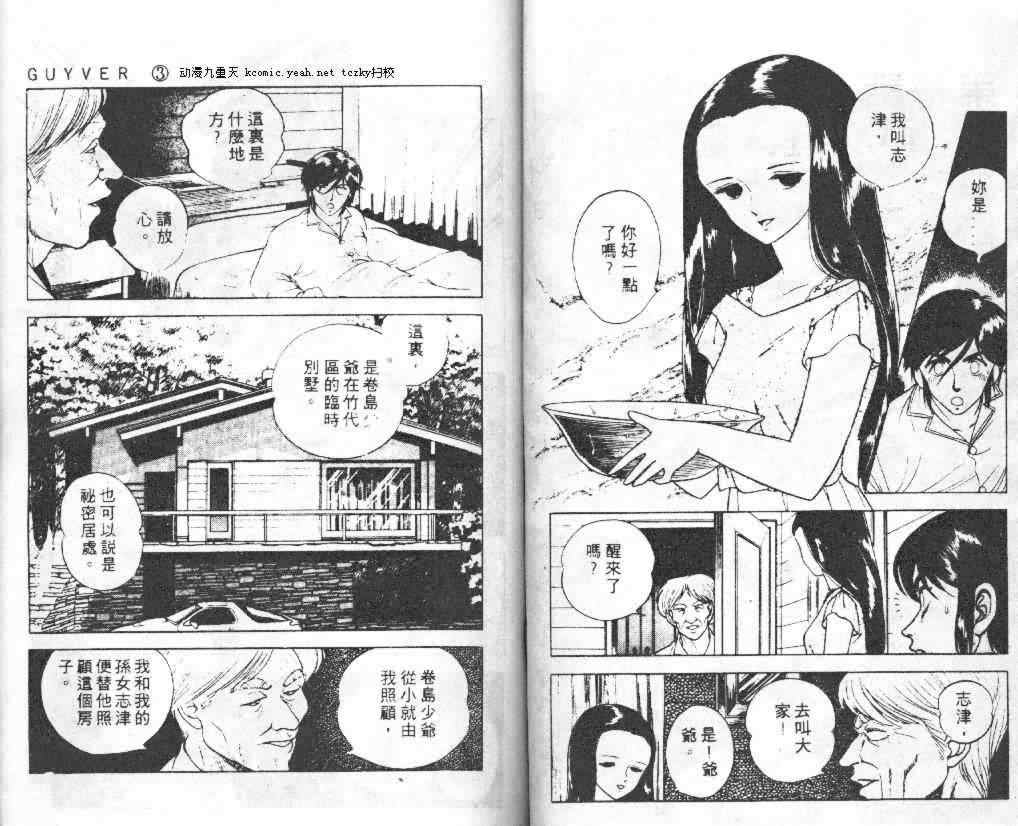 妳是…
我叫志
津，
你好一點
了嗎？
醒來了
嗎？
志津，
去叫大
家！
是！爺
爺。
GUYVER ③ 动漫九重天 kcomic.yeah.net tczky扫校
這裏是
什麼地
方？
請放
心。
這裏，
是卷島少
爺在竹代
區的臨時
別墅。
也可以說是
祕密居處。
卷島少爺
從小就由
我照顧，
我和我的
孫女志津
便替他照
顧這個房
子。